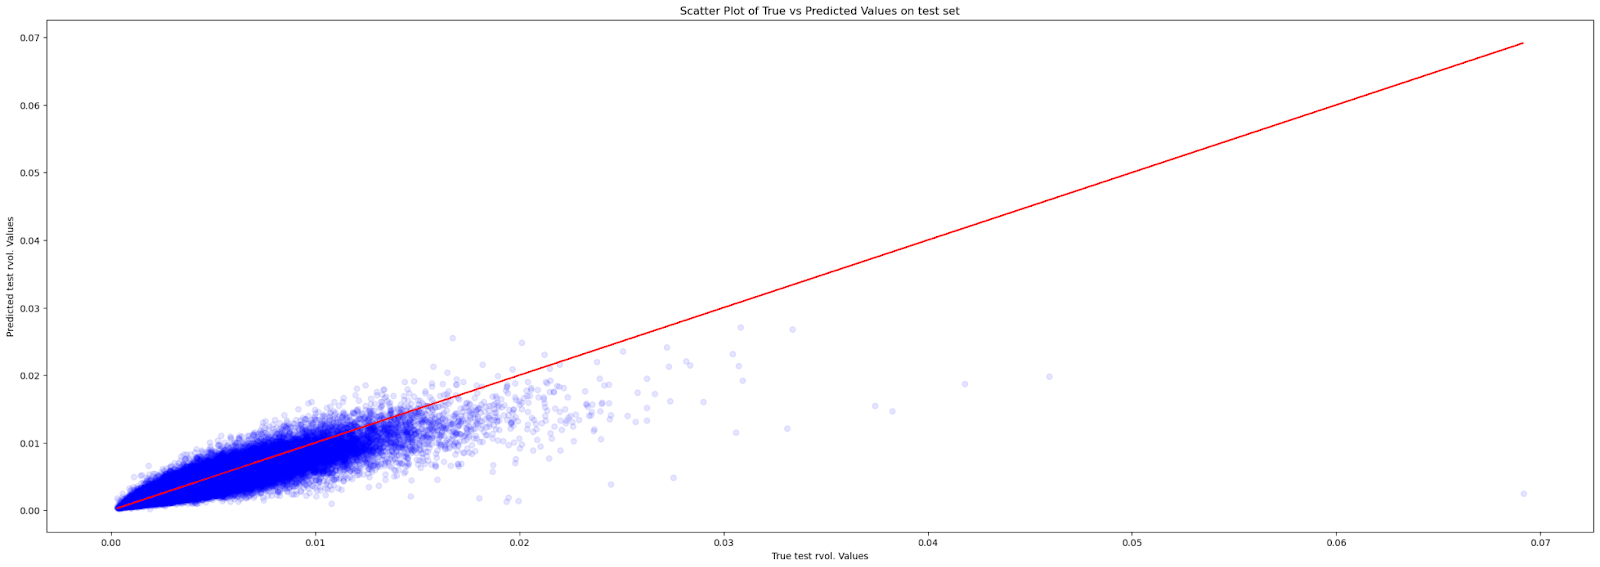 Scatter Plot of True vs Predicted Values on test set
Predicted test rvol. Values
0.07
0.06
0.05
0.04
0.03
0.02
0.01
0.00
0.00 0.01 0.02 0.03 0.04 0.05 0.06 0.07
True test rvol. Values